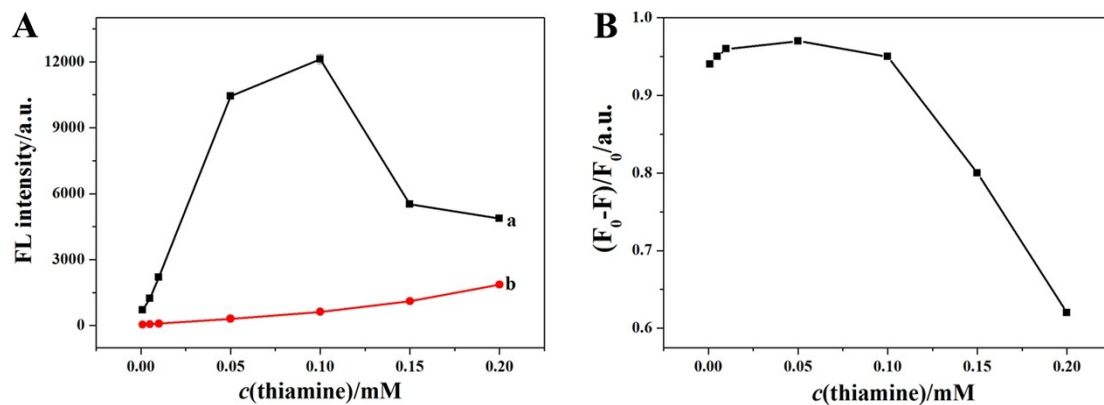 A
FL intensity/a.u.
12000
9000
6000
3000
0
a
b
0.00 0.05 0.10 0.15 0.20
c(thiamine)/mM
B
(F0-F)/F0/a.u.
1.0
0.9
0.8
0.7
0.6
0.00 0.05 0.10 0.15 0.20
c(thiamine)/mM